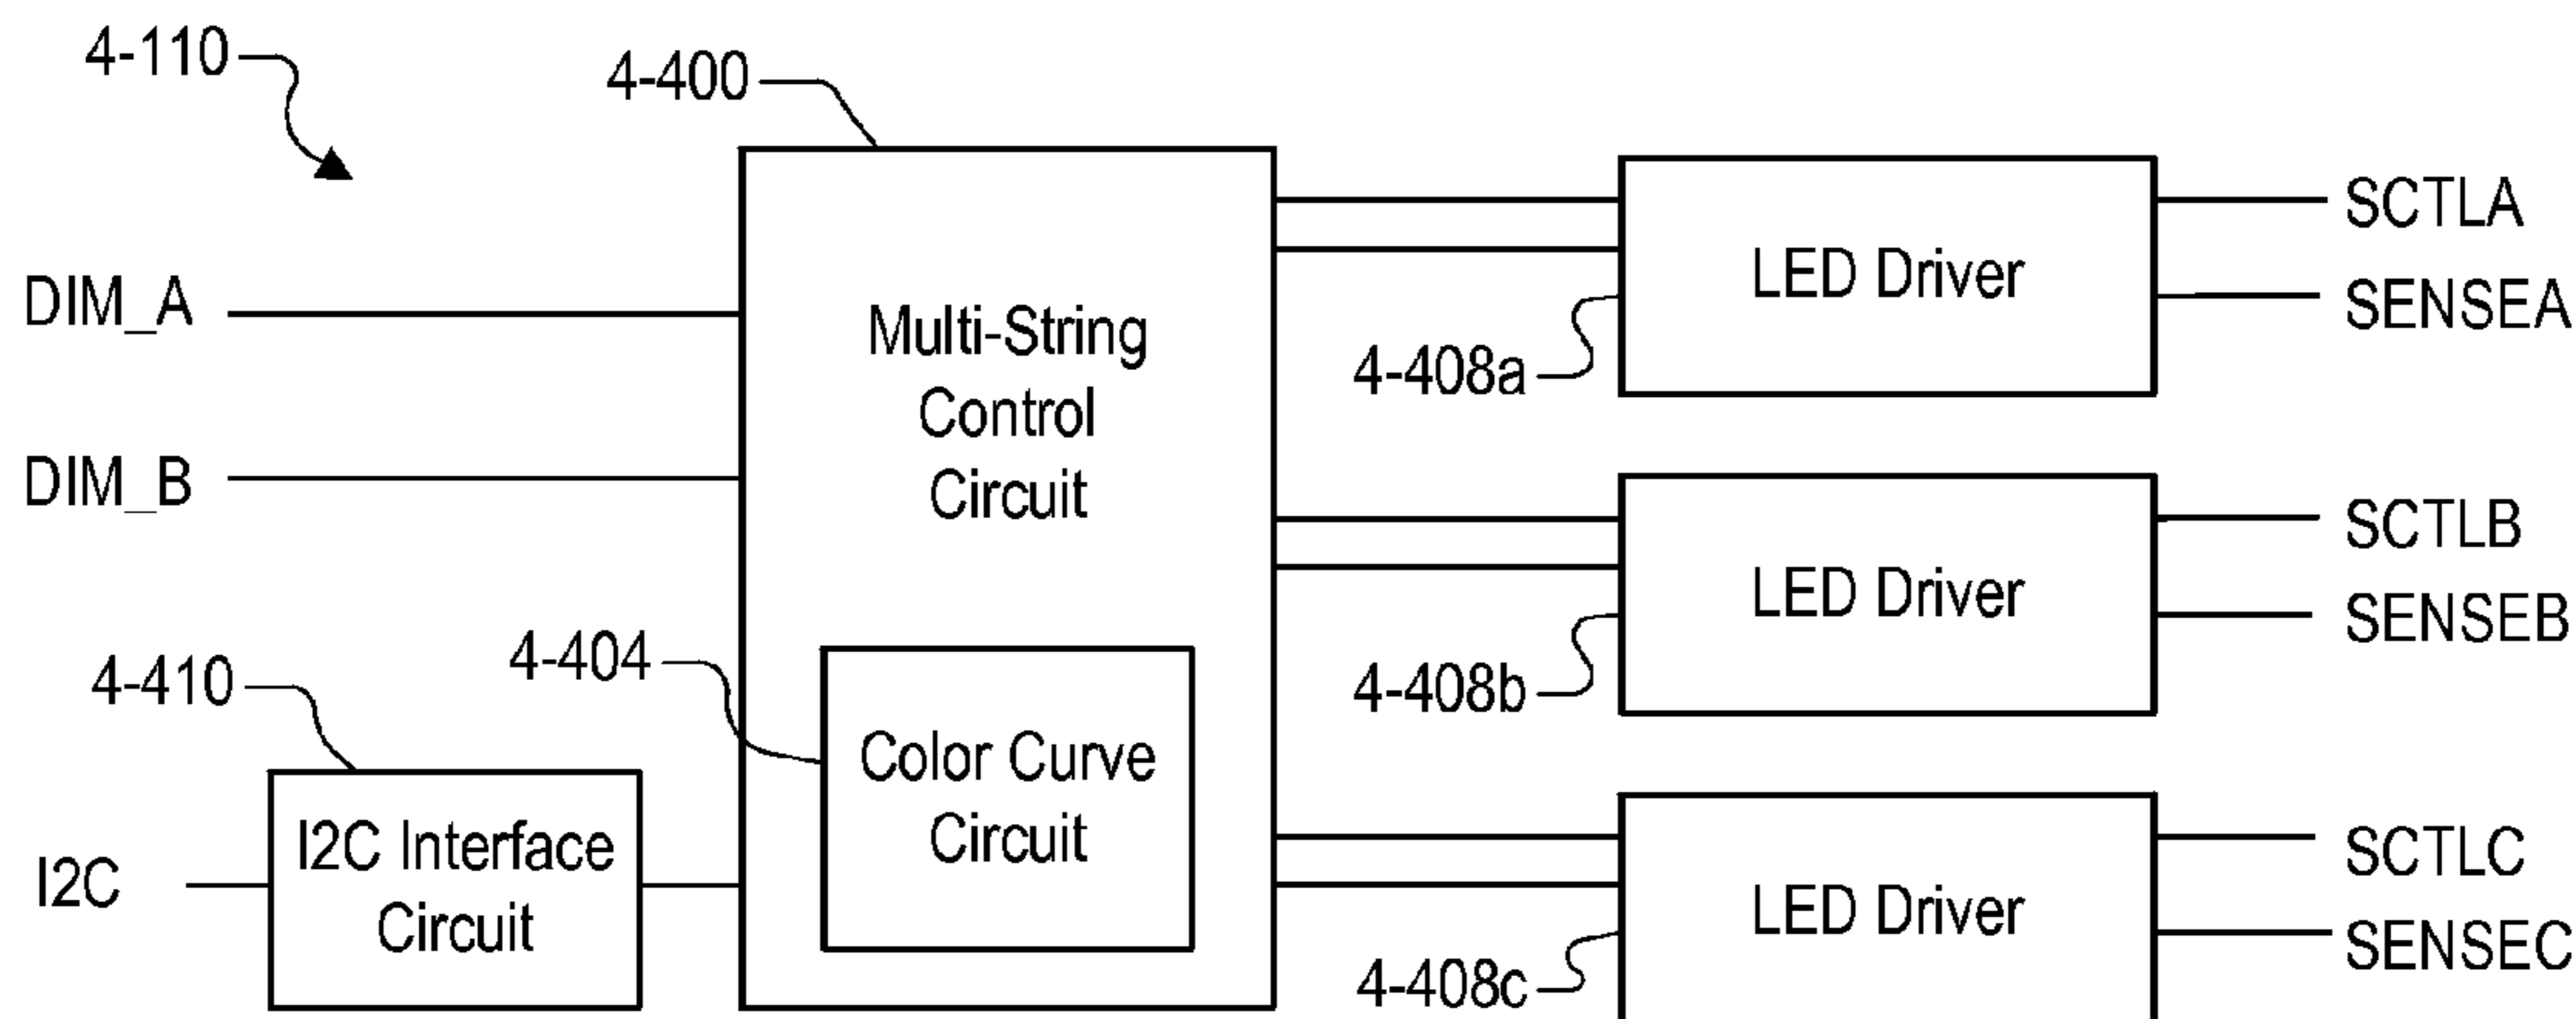 4-110
4-400
SCTLA
LED Driver
DIM_A
SENSEA
Multi-String
Control
Circuit
4-408a
DIM_B
SCTLB
LED Driver
SENSEB
4-404
4-410
4-408b
Color Curve
Circuit
I2C
I2C Interface
Circuit
SCTLC
LED Driver
SENSEC
4-408c